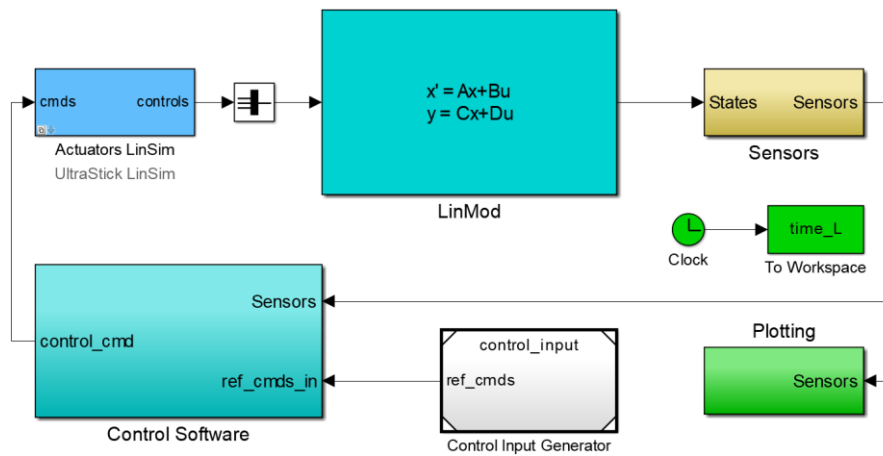 cmds
controls
Actuators LinSim
UltraStick LinSim
x' = Ax+Bu
y = Cx+Du
LinMod
States
Sensors
Sensors
Clock
time_L
To Workspace
Sensors
control_cmd
ref_cmds_in
Control Software
control_input
ref_cmds
Control Input Generator
Plotting
Sensors